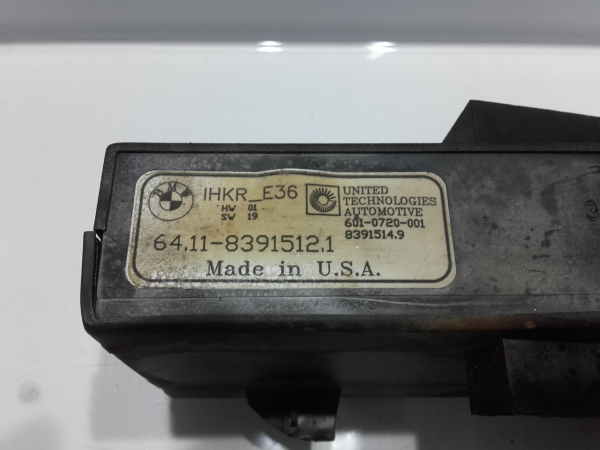 BMW
IHKR_E36
HW 01
SW 19
UNITED
TECHNOLOGIES
AUTOMOTIVE
601-0720-001
8391514.9
64.11-8391512.1
Made in U.S.A.